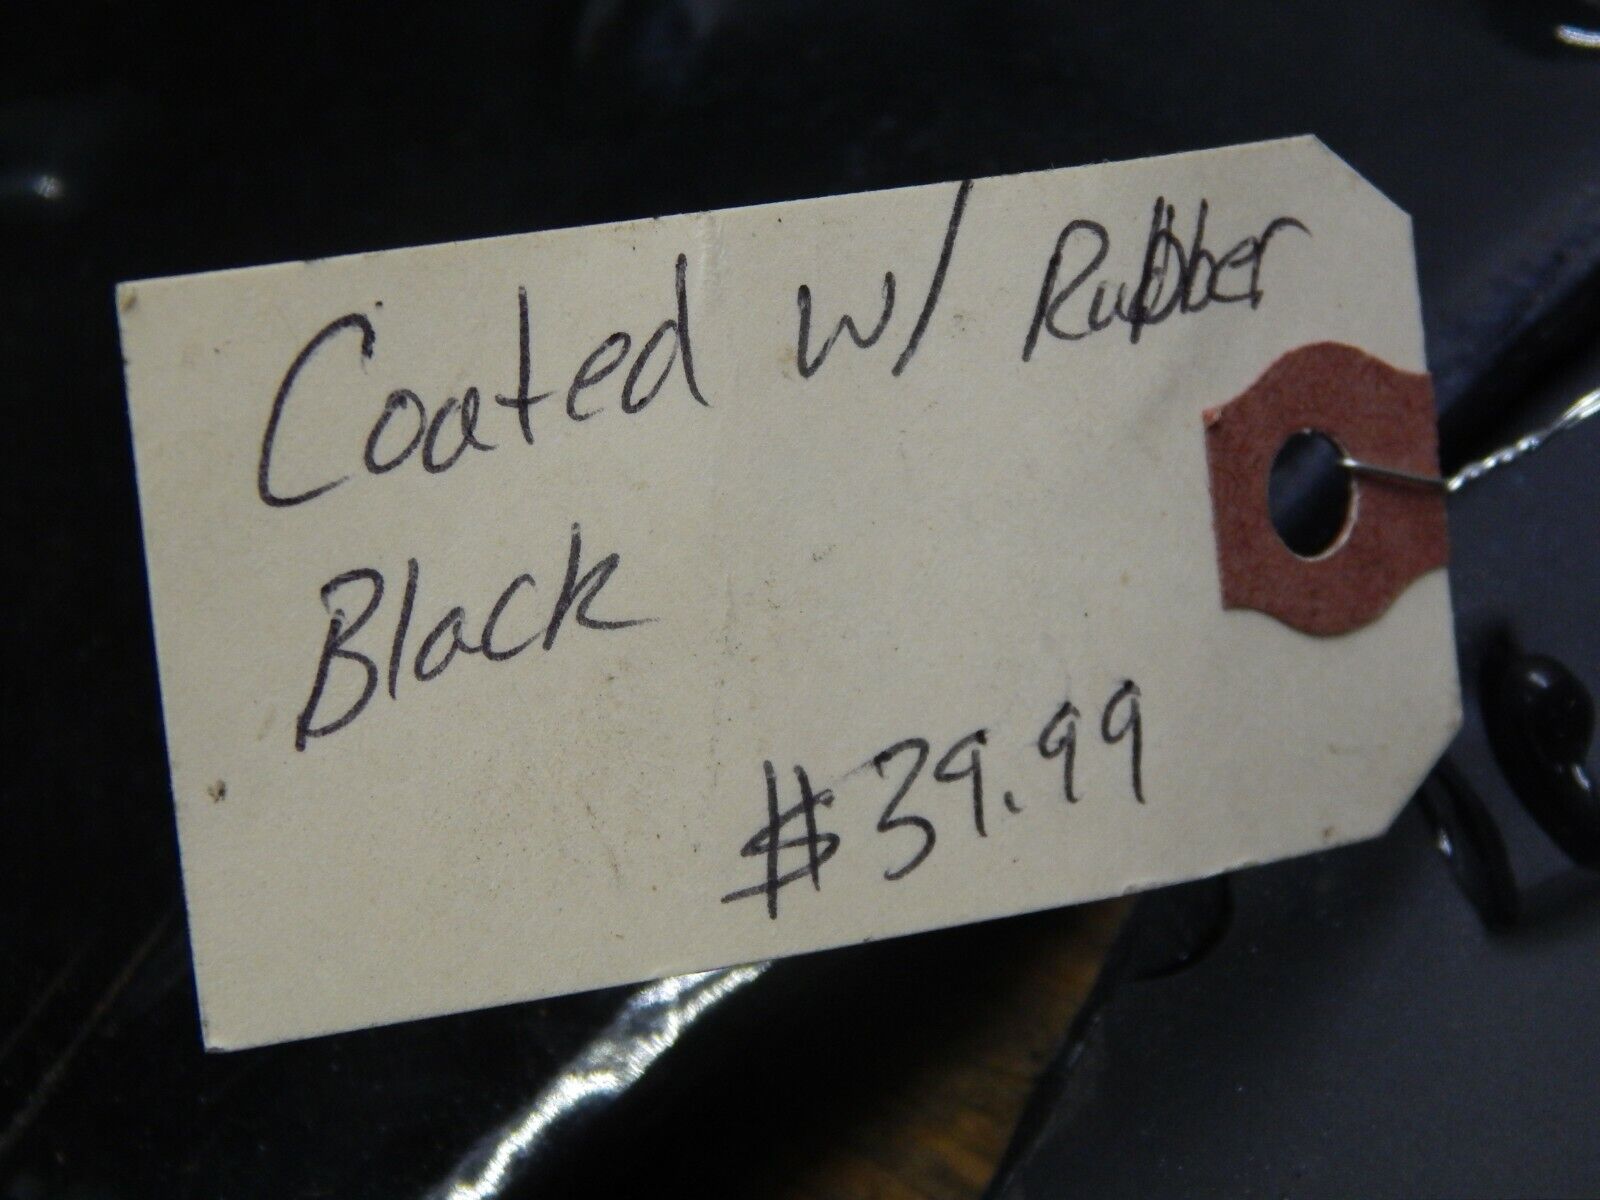 Coated w/ Rubber
Black
$39.99